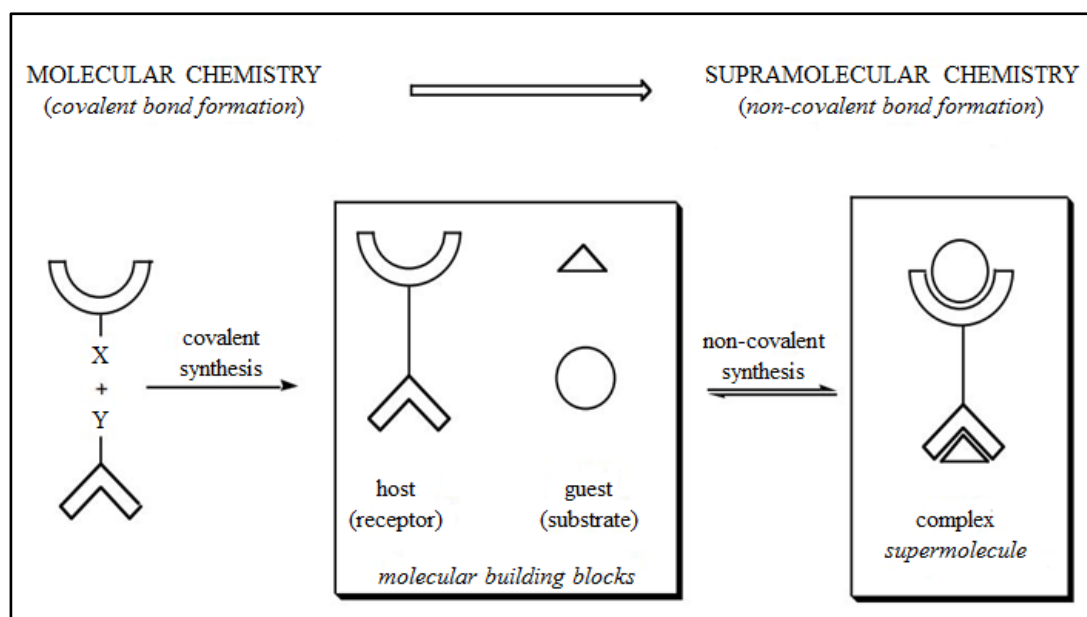 MOLECULAR CHEMISTRY
(covalent bond formation)
SUPRAMOLECULAR CHEMISTRY
(non-covalent bond formation)
X
+
Y
covalent
synthesis
host
(receptor)
guest
(substrate)
molecular building blocks
non-covalent
synthesis
complex
supermolecule